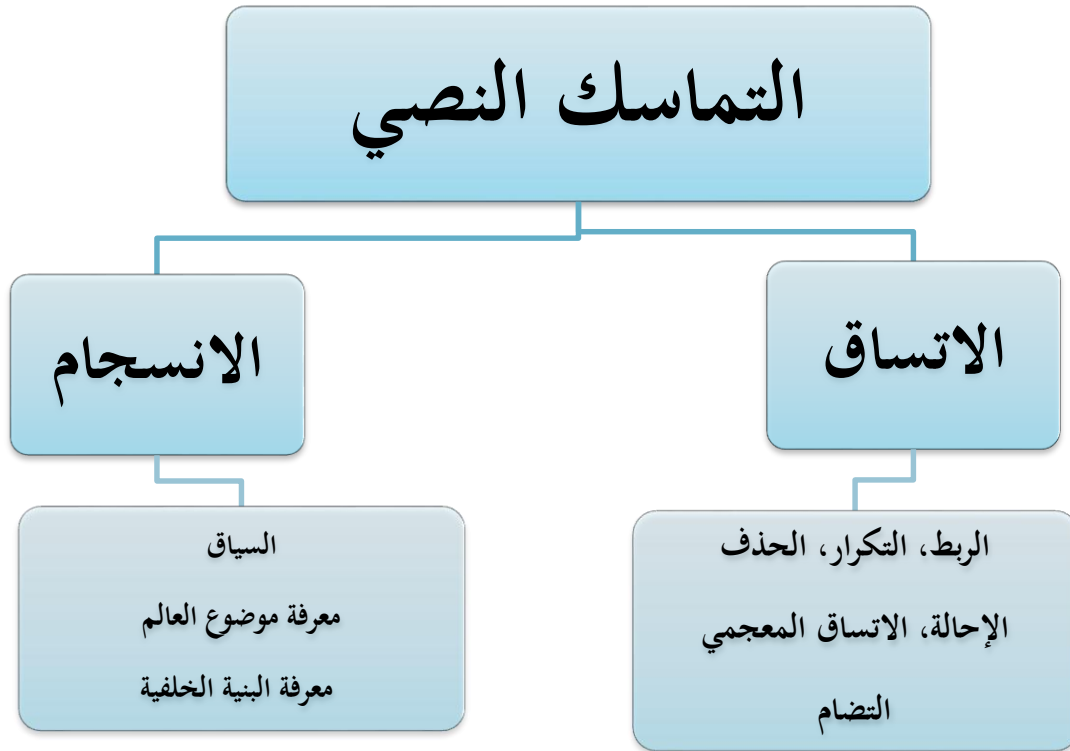 التماسك النصي
الاتساق
الانسجام
الربط، التكرار، الحذف
الإحالة، الاتساق المعجمي
التضام
السياق
معرفة موضوع العالم
معرفة البنية الخلفية